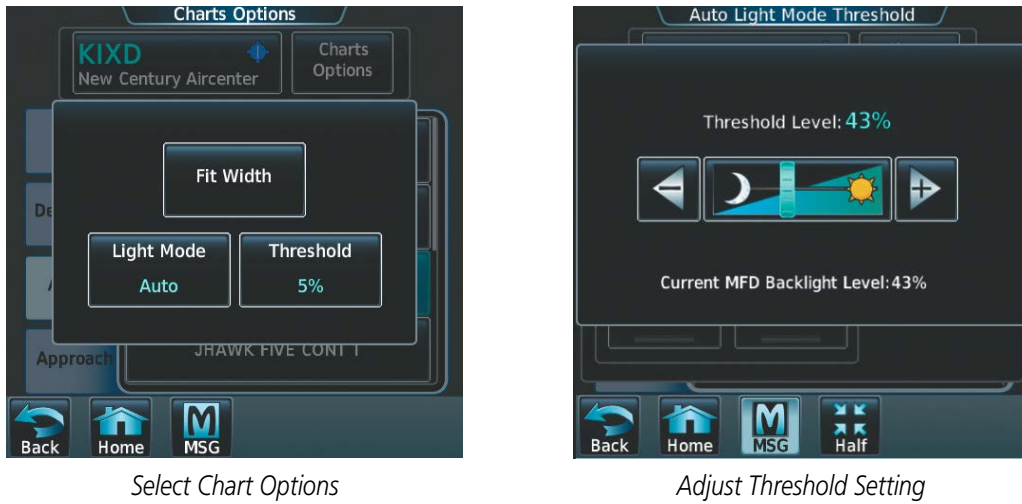 Charts Options
KIXD
New Century Aircenter
Charts
Options
Fit Width
De
Light Mode
Auto
Threshold
5%
Approach
JHAWK FIVE CONT 1
Back
Home
M
MSG
Select Chart Options
Auto Light Mode Threshold
Threshold Level: 43%
Current MFD Backlight Level: 43%
Back
Home
M
MSG
Half
Adjust Threshold Setting